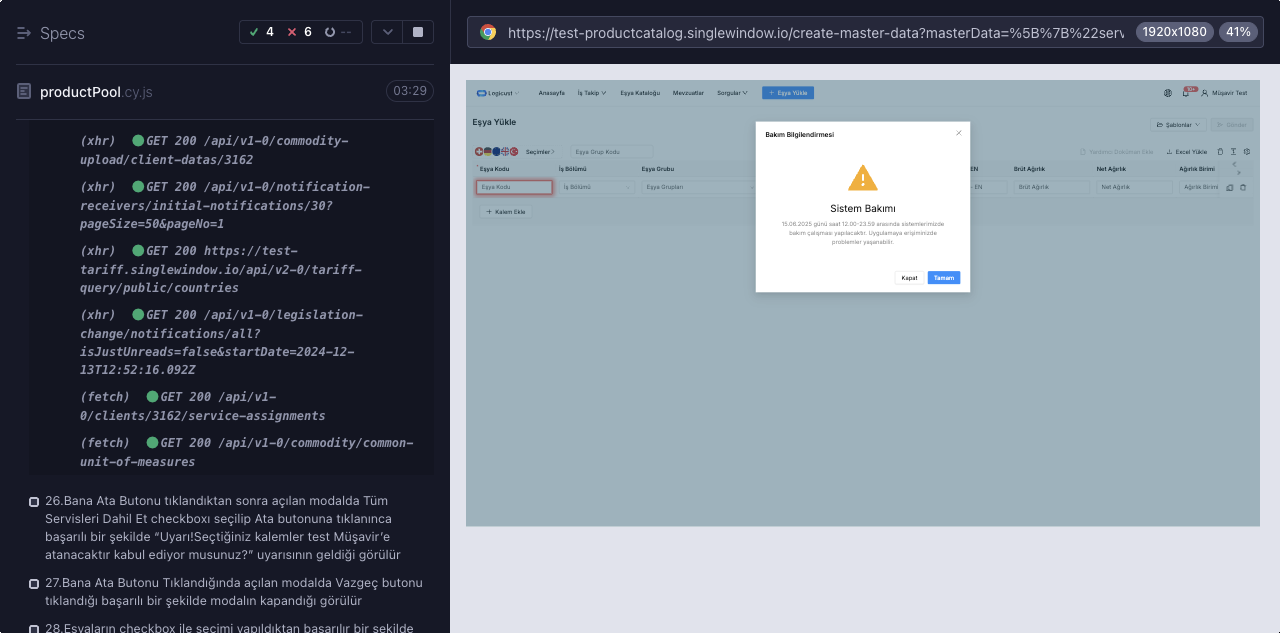 Specs
4 6 --
https://test-productcatalog.singlewindow.io/create-master-data?masterData=%5B%7B%22serv
1920x1080
41%
productPool.cy.js
03:29
(xhr) GET 200 /api/v1-0/commodity-
upload/client-datas/3162
(xhr) GET 200 /api/v1-0/notification-
receivers/initial-notifications/30?
pageSize=50&pageNo=1
(xhr) GET 200 https://test-
tariff.singlewindow.io/api/v2-0/tariff-
query/public/countries
(xhr) GET 200 /api/v1-0/legislation-
change/notifications/all?
isJustUnreads=false&startDate=2024-12-
13T12:52:16.092Z
(fetch) GET 200 /api/v1-
0/clients/3162/service-assignments
(fetch) GET 200 /api/v1-0/commodity/common-
unit-of-measures
26.Bana Ata Butonu tıklandıktan sonra açılan modalda Tüm
Servisleri Dahil Et checkboxı seçilip Ata butonuna tıklanınca
başarılı bir şekilde “Uyarı!Seçtiğiniz kalemler test Müşavir’e
atanacaktır kabul ediyor musunuz?” uyarısının geldiği görülür
27.Bana Ata Butonu Tıklandığında açılan modalda Vazgeç butonu
tıklandığı başarılı bir şekilde modalın kapandığı görülür
28.Eşyaların checkbox ile seçimi yapıldıktan başarılır bir şekilde
Logicust Anasayfa İş Takip Eşya Kataloğu Mevzuatlar Sorgular + Eşya Yükle Müşavir Test
Eşya Yükle
Şablonlar Gönder
Seçimler Eşya Grup Kodu Excel Yükle
Eşya Kodu İş Bölümü Eşya Grubu EN Brüt Ağırlık Net Ağırlık Ağırlık Birimi
Eşya Kodu İş Bölümü Eşya Grupları - EN Brüt Ağırlık Net Ağırlık Ağırlık Birimi
+ Kalem Ekle
Bakım Bilgilendirmesi
Sistem Bakımı
15.06.2025 günü saat 12.00-23.59 arasında sistemlerimizde
bakım çalışması yapılacaktır. Uygulamaya erişiminizde
problemler yaşanabilir.
Kapat Tamam